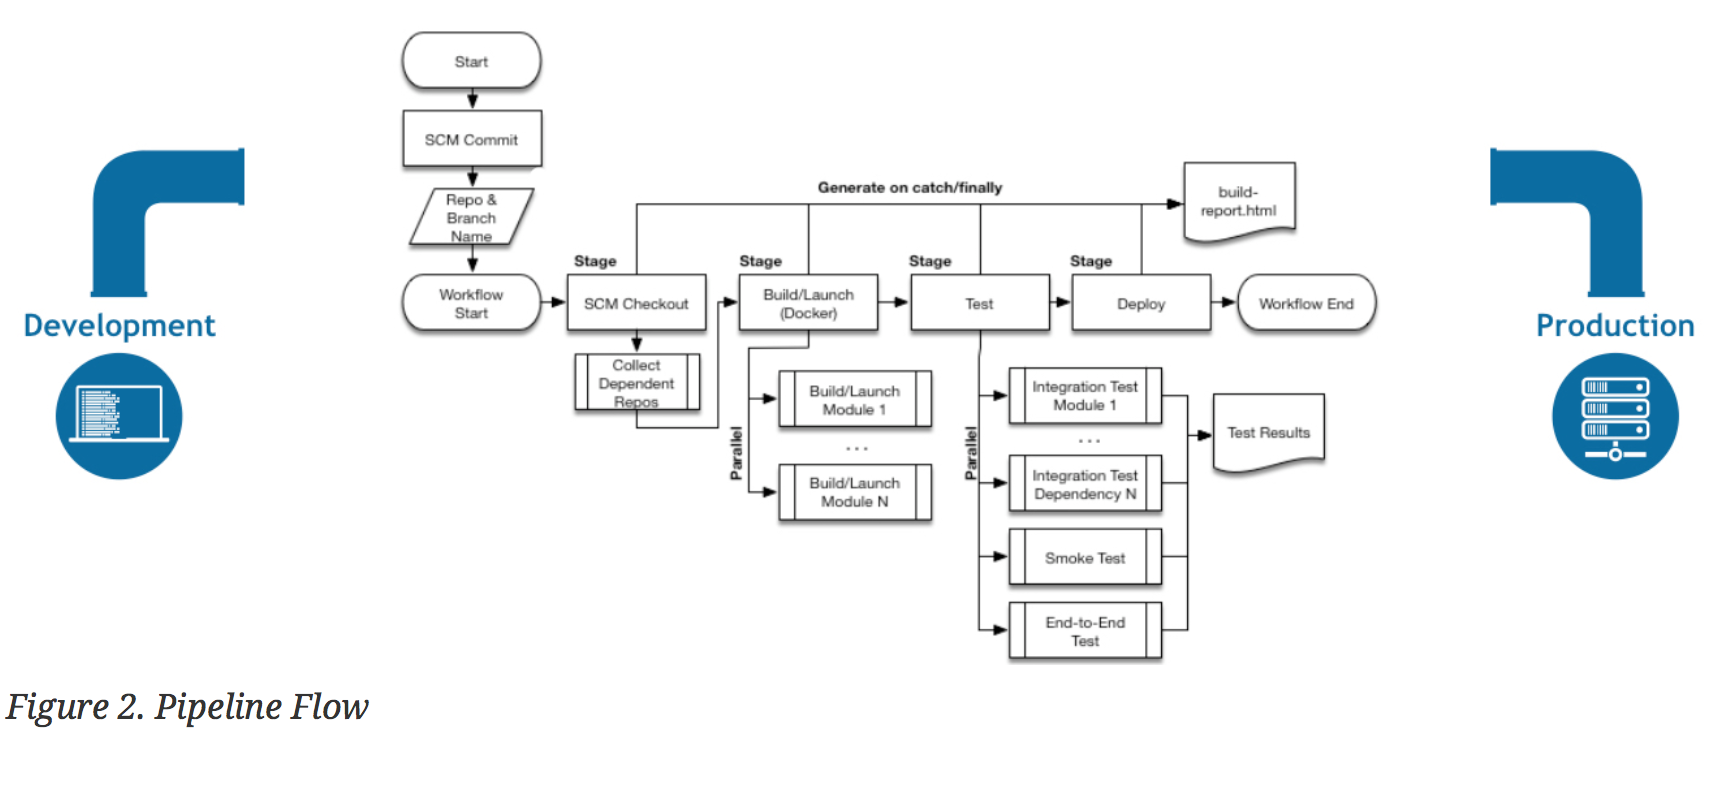 Start
SCM Commit
Repo &
Branch
Name
Workflow
Start
Generate on catch/finally
build-
report.html
Stage
SCM Checkout
Stage
Build/Launch
(Docker)
Stage
Test
Stage
Deploy
Workflow End
Collect
Dependent
Repos
Parallel
Build/Launch
Module 1
...
Build/Launch
Module N
Parallel
Integration Test
Module 1
...
Integration Test
Dependency N
Smoke Test
End-to-End
Test
Test Results
Development
Production
Figure 2. Pipeline Flow